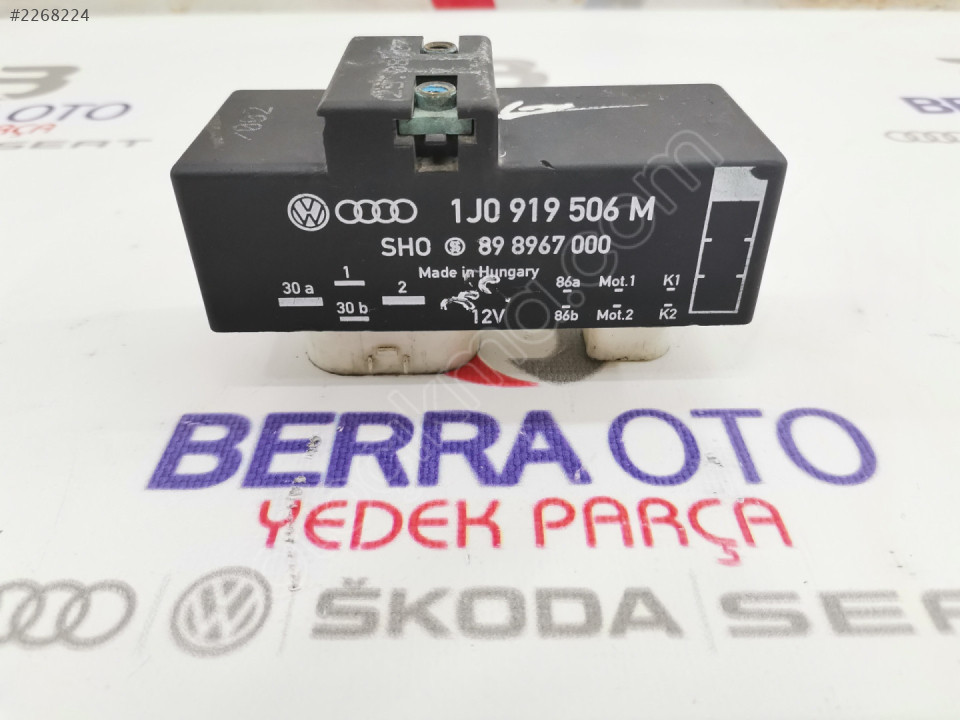 #2268224
1J0 919 506 M
SHO 89 8967 000
Made in Hungary
30 a 1 2 86a Mot.1 K1
30 b 12V 86b Mot.2 K2
BERRA OTO
YEDEK PARÇA
ŠKODA SEAT